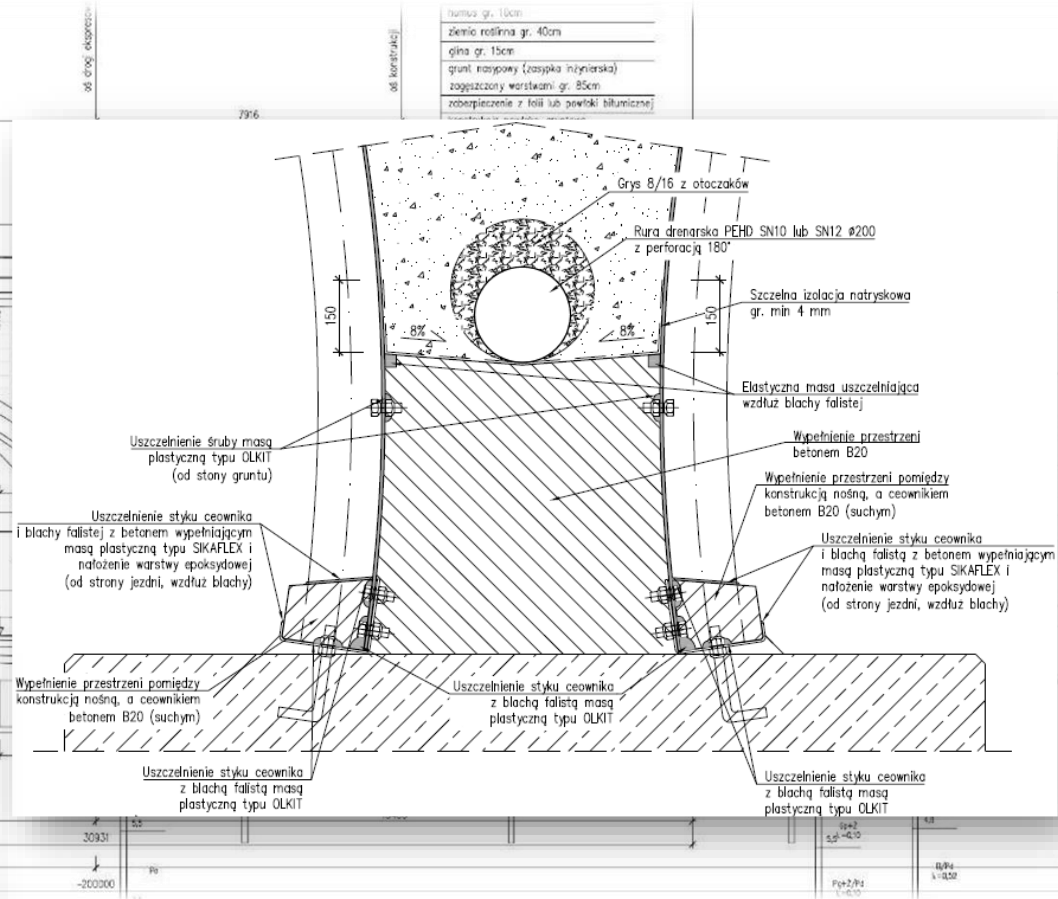 humus gr. 10cm
ziemia roślinna gr. 40cm
glina gr. 15cm
grunt nasypowy (zasypka inżynierska)
zagęszczony warstwami gr. 85cm
zabezpieczenie z folii lub powłoki bitumicznej
oś drogi
oś konstrukcji
7916
Grys 8/16 z otoczaków
Rura drenarska PEHD SN10 lub SN12 ø200
z perforacją 180°
Szczelna izolacja natryskowa
gr. min 4 mm
150
150
8%
8%
Elastyczna masa uszczelniająca
wzdłuż blachy falistej
Uszczelnienie śruby masą
plastyczną typu OLKIT
(od stony gruntu)
Wypełnienie przestrzeni
betonem B20
Wypełnienie przestrzeni pomiędzy
konstrukcją nośną, a ceownikiem
betonem B20 (suchym)
Uszczelnienie styku ceownika
i blachy falistej z betonem wypełniającym
masą plastyczną typu SIKAFLEX i
nałożenie warstwy epoksydowej
(od strony jezdni, wzdłuż blachy)
Uszczelnienie styku ceownika
i blachą falistą z betonem wypełniającym
masą plastyczną typu SIKAFLEX i
nałożenie warstwy epoksydowej
(od strony jezdni, wzdłuż blachy)
Wypełnienie przestrzeni pomiędzy
konstrukcją nośną, a ceownikiem
betonem B20 (suchym)
Uszczelnienie styku ceownika
z blachą falistą masą
plastyczną typu OLKIT
Uszczelnienie styku ceownika
z blachą falistą masą
plastyczną typu OLKIT
Uszczelnienie styku ceownika
z blachą falistą masą
plastyczną typu OLKIT
30931
-200000